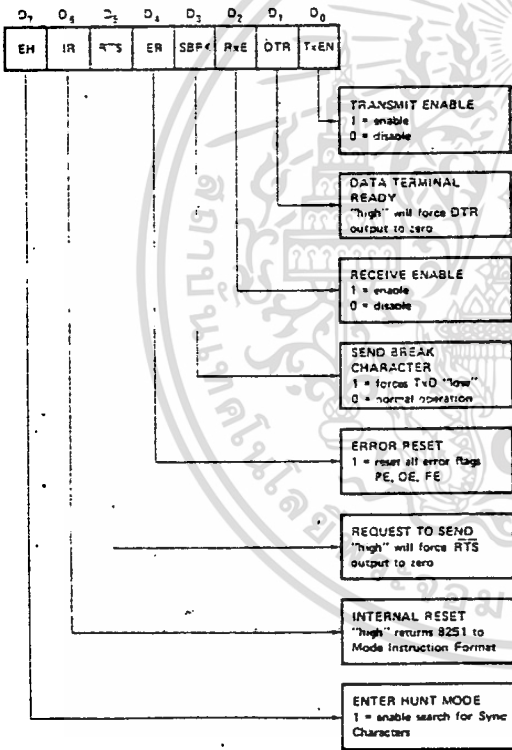 D7 D6 D5 D4 D3 D2 D1 D0
EH IR RTS ER SBRK RxE DTR TxEN
TRANSMIT ENABLE
1 = enable
0 = disable
DATA TERMINAL
READY
"high" will force DTR
output to zero
RECEIVE ENABLE
1 = enable
0 = disable
SEND BREAK
CHARACTER
1 = forces TxD "low"
0 = normal operation
ERROR RESET
1 = reset all error flags
PE, OE, FE
REQUEST TO SEND
"high" will force RTS
output to zero
INTERNAL RESET
"high" returns 8251 to
Mode Instruction Format
ENTER HUNT MODE
1 = enable search for Sync
Characters